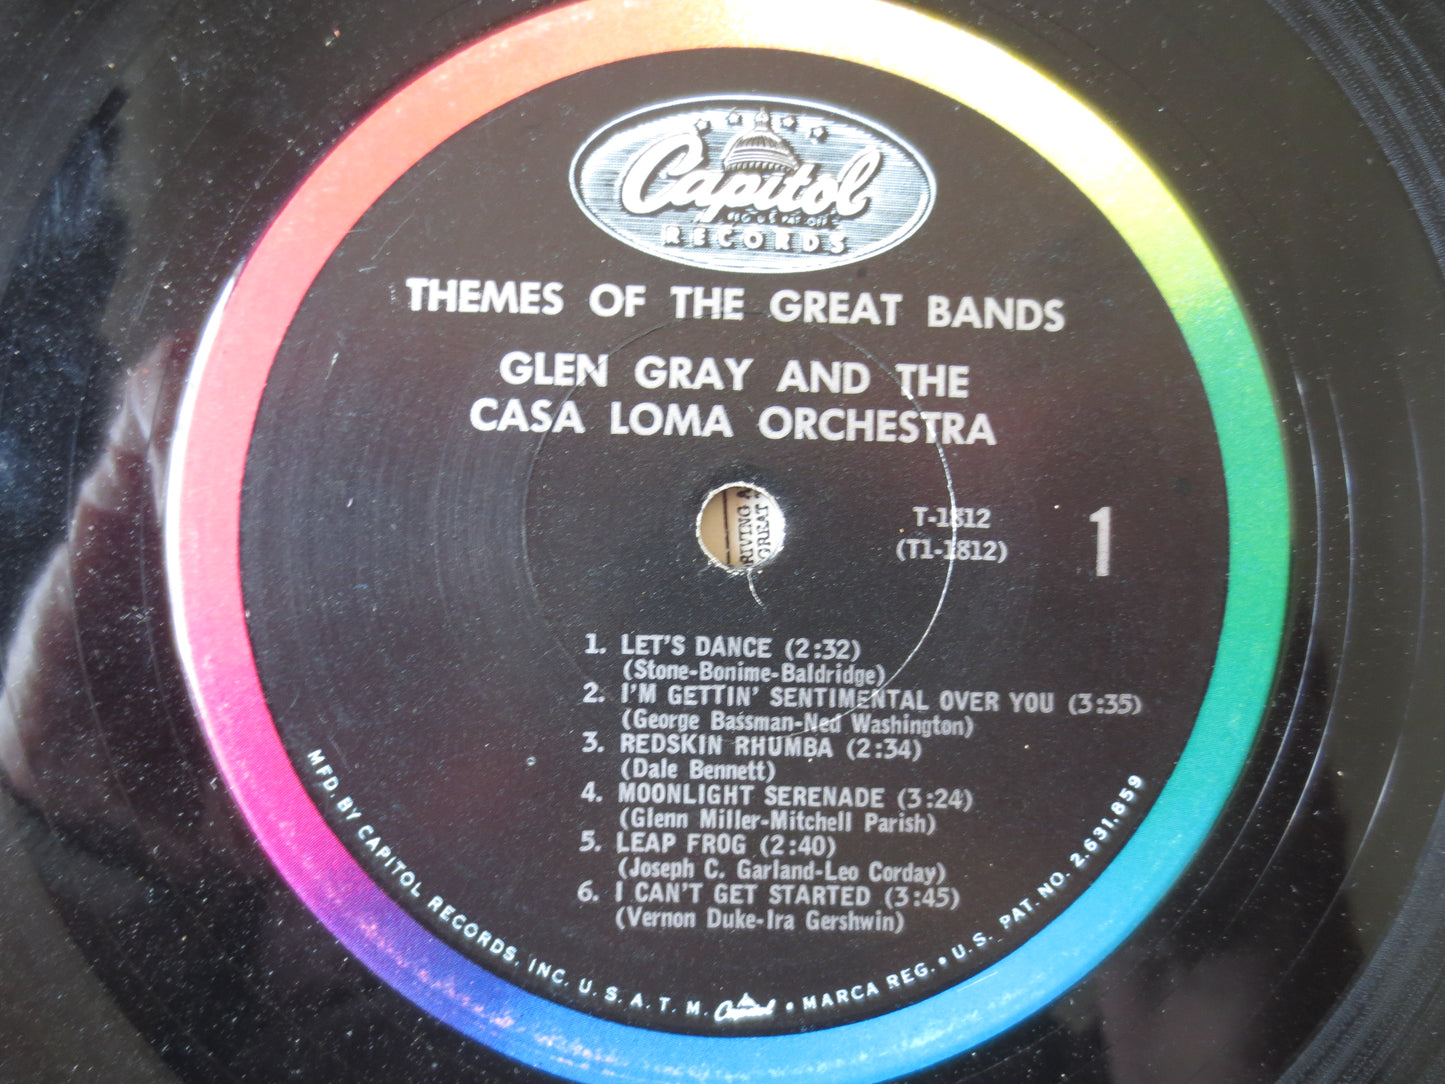 Capitol
REG. U.S. PAT. OFF.
RECORDS
THEMES OF THE GREAT BANDS
GLEN GRAY AND THE
CASA LOMA ORCHESTRA
T-1812
(T1-1812)
1
RIVING A
GREAT
1. LET'S DANCE (2:32)
(Stone-Bonime-Baldridge)
2. I'M GETTIN' SENTIMENTAL OVER YOU (3:35)
(George Bassman-Ned Washington)
3. REDSKIN RHUMBA (2:34)
(Dale Bennett)
4. MOONLIGHT SERENADE (3:24)
(Glenn Miller-Mitchell Parish)
5. LEAP FROG (2:40)
(Joseph C. Garland-Leo Corday)
6. I CAN'T GET STARTED (3:45)
(Vernon Duke-Ira Gershwin)
MFD. BY CAPITOL RECORDS, INC. U. S. A. T. M. Capitol • MARCA REG. • U.S. PAT. NO. 2,631,859